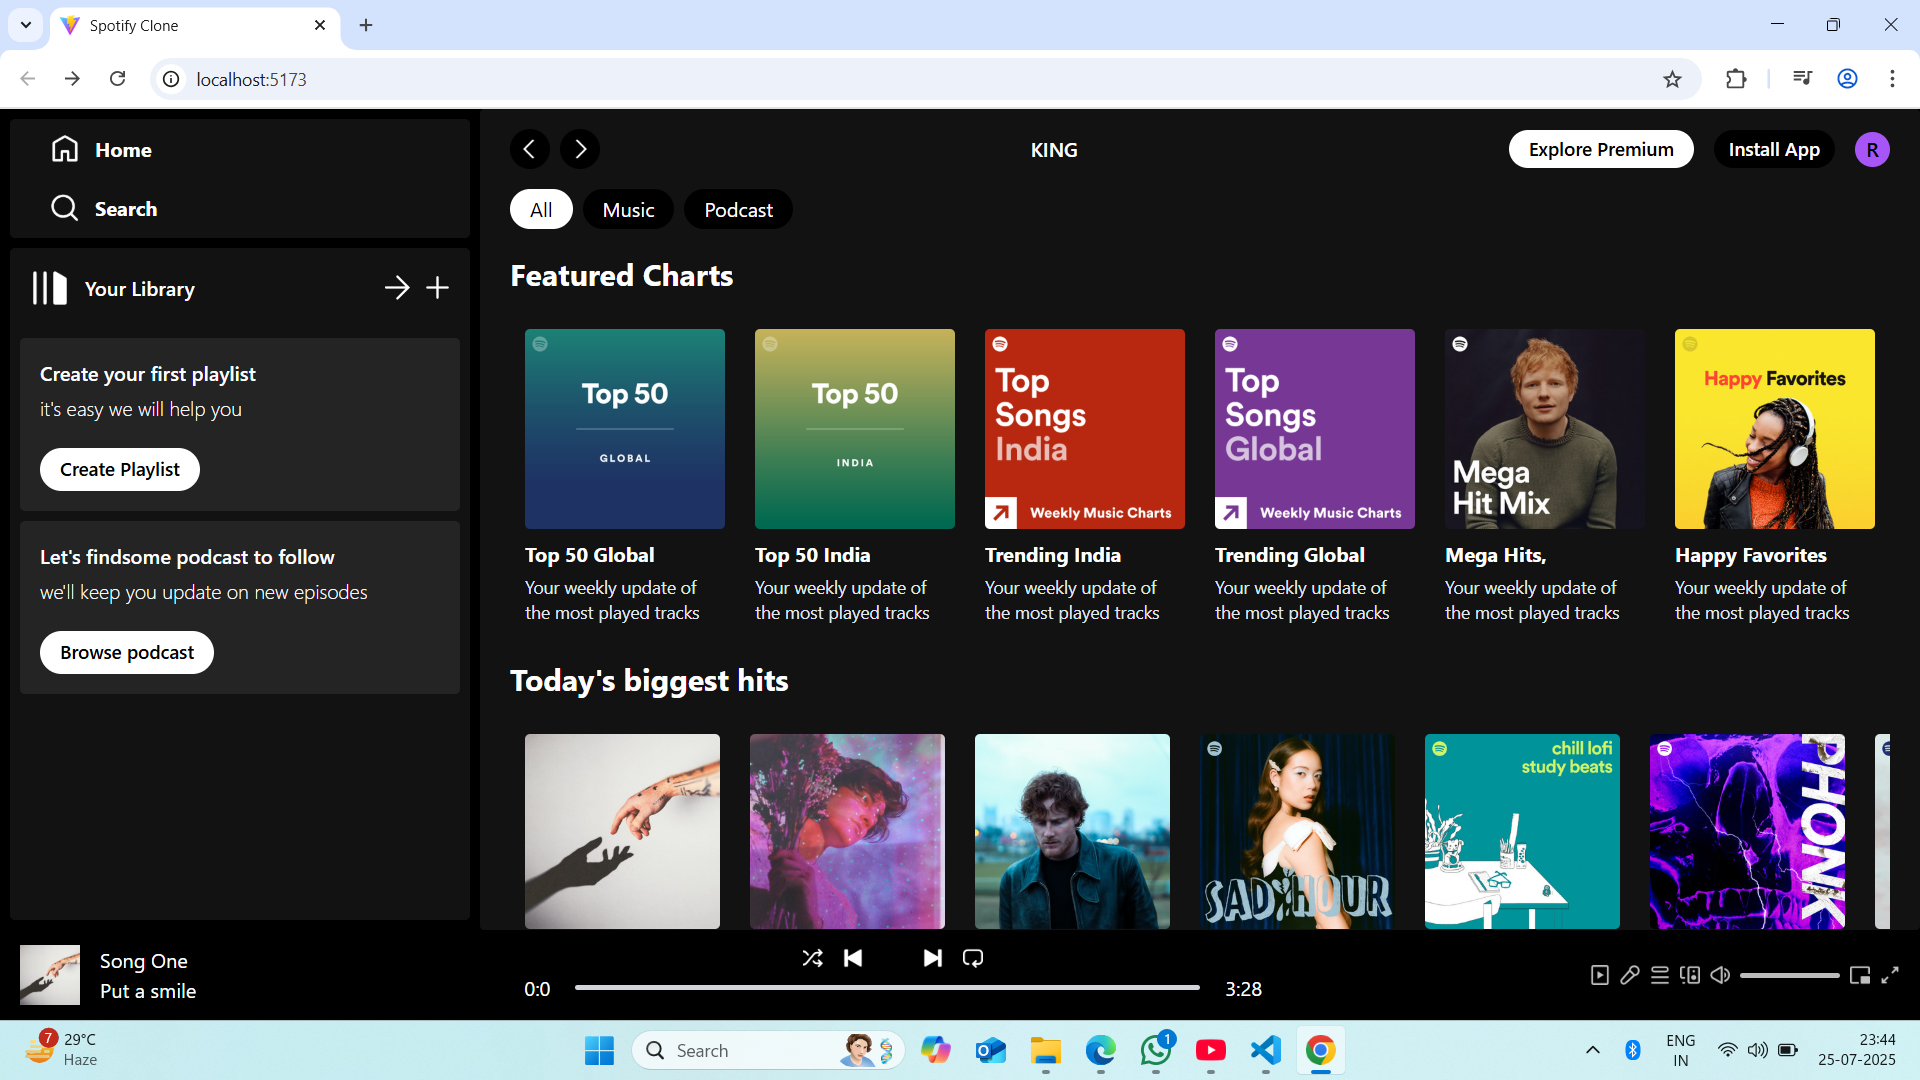 Spotify Clone
localhost:5173
Home
Search
Your Library
Create your first playlist
it's easy we will help you
Create Playlist
Let's findsome podcast to follow
we'll keep you update on new episodes
Browse podcast
KING
Explore Premium
Install App
R
All
Music
Podcast
Featured Charts
Top 50
GLOBAL
Top 50 Global
Your weekly update of
the most played tracks
Top 50
INDIA
Top 50 India
Your weekly update of
the most played tracks
Top
Songs
India
Weekly Music Charts
Trending India
Your weekly update of
the most played tracks
Top
Songs
Global
Weekly Music Charts
Trending Global
Your weekly update of
the most played tracks
Mega
Hit Mix
Mega Hits,
Your weekly update of
the most played tracks
Happy Favorites
Happy Favorites
Your weekly update of
the most played tracks
Today's biggest hits
SAD HOUR
chill lofi
study beats
PHONK
Song One
Put a smile
0:0
3:28
7
29°C
Haze
Search
1
ENG
IN
23:44
25-07-2025